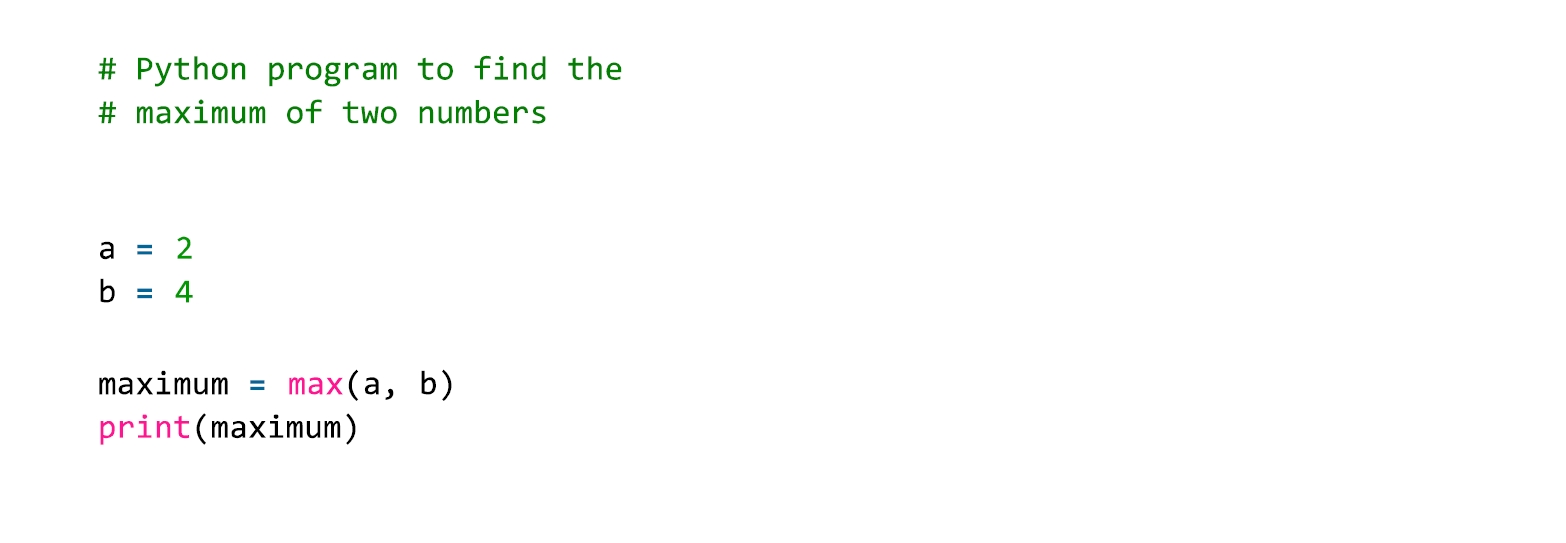 # Python program to find the
# maximum of two numbers
a = 2
b = 4
maximum = max(a, b)
print(maximum)